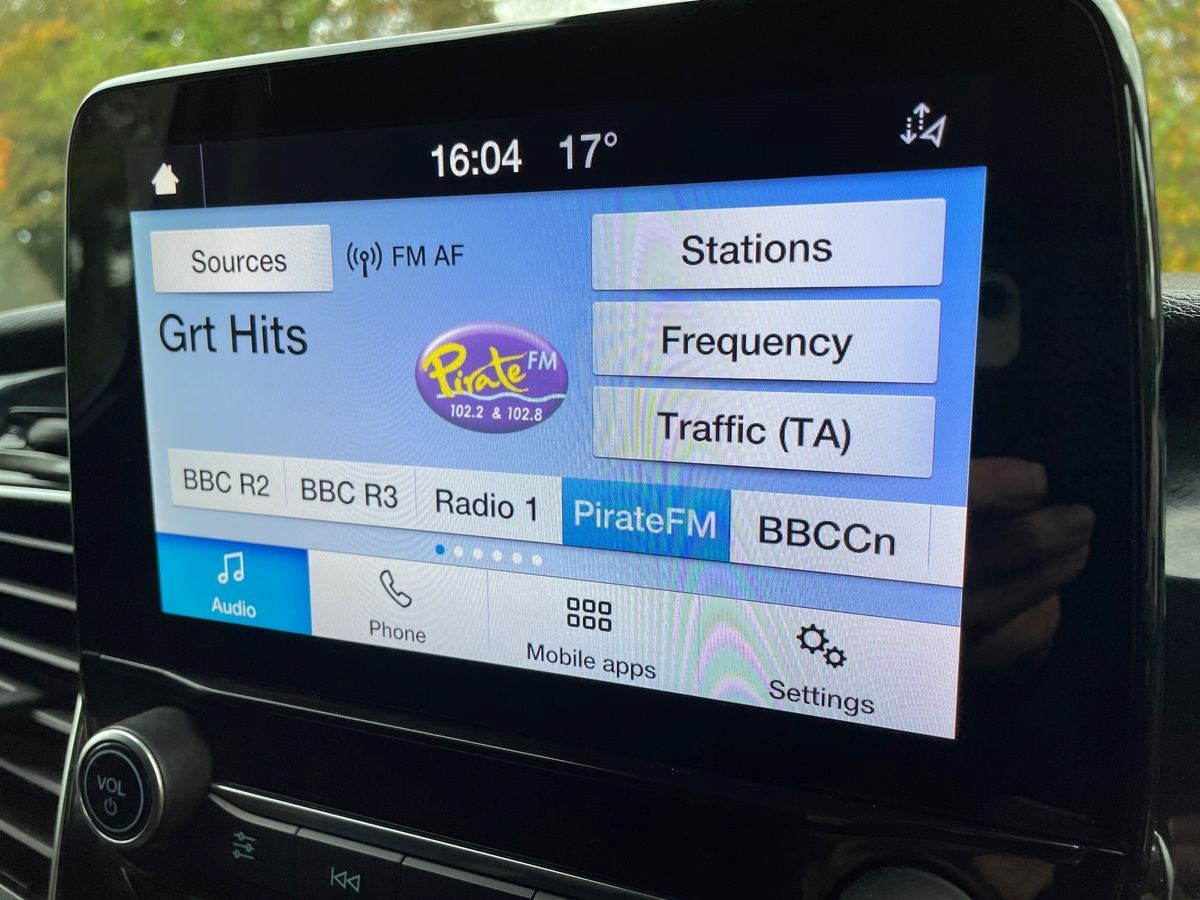 16:04 17°
Sources
FM AF
Stations
Grt Hits
Pirate FM
102.2 & 102.8
Frequency
Traffic (TA)
BBC R2
BBC R3
Radio 1
PirateFM
BBCCn
Audio
Phone
Mobile apps
Settings
VOL